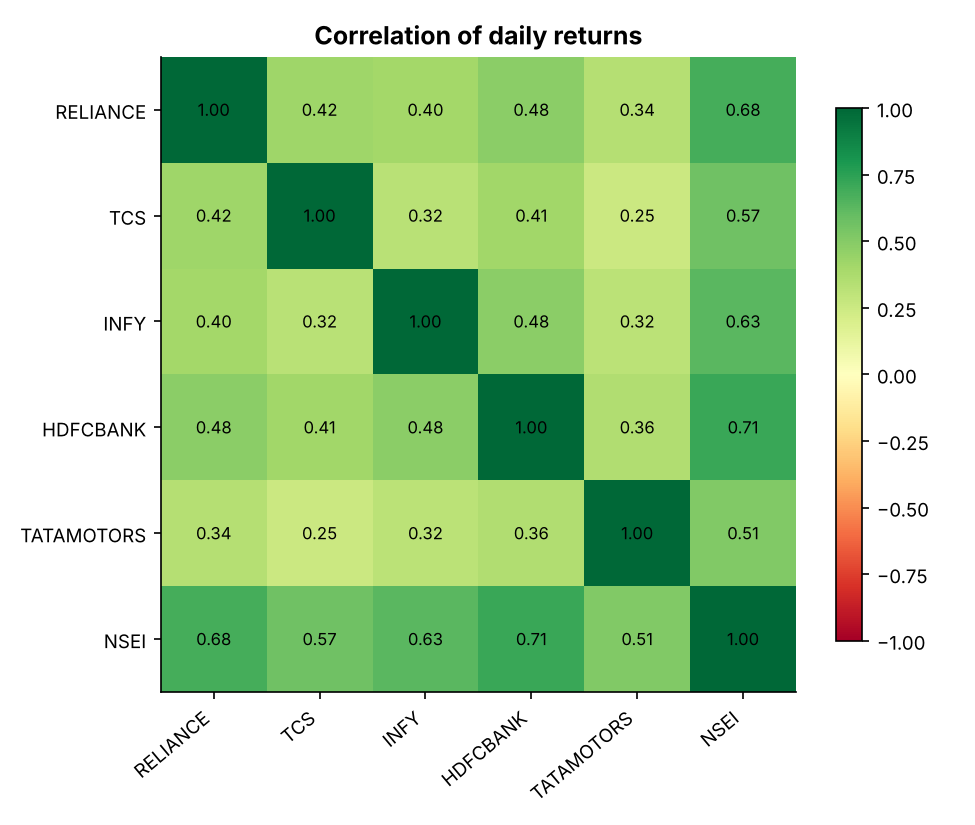 Correlation of daily returns
RELIANCE 1.00 0.42 0.40 0.48 0.34 0.68
TCS 0.42 1.00 0.32 0.41 0.25 0.57
INFY 0.40 0.32 1.00 0.48 0.32 0.63
HDFCBANK 0.48 0.41 0.48 1.00 0.36 0.71
TATAMOTORS 0.34 0.25 0.32 0.36 1.00 0.51
NSEI 0.68 0.57 0.63 0.71 0.51 1.00
RELIANCE TCS INFY HDFCBANK TATAMOTORS NSEI
1.00
0.75
0.50
0.25
0.00
−0.25
−0.50
−0.75
−1.00